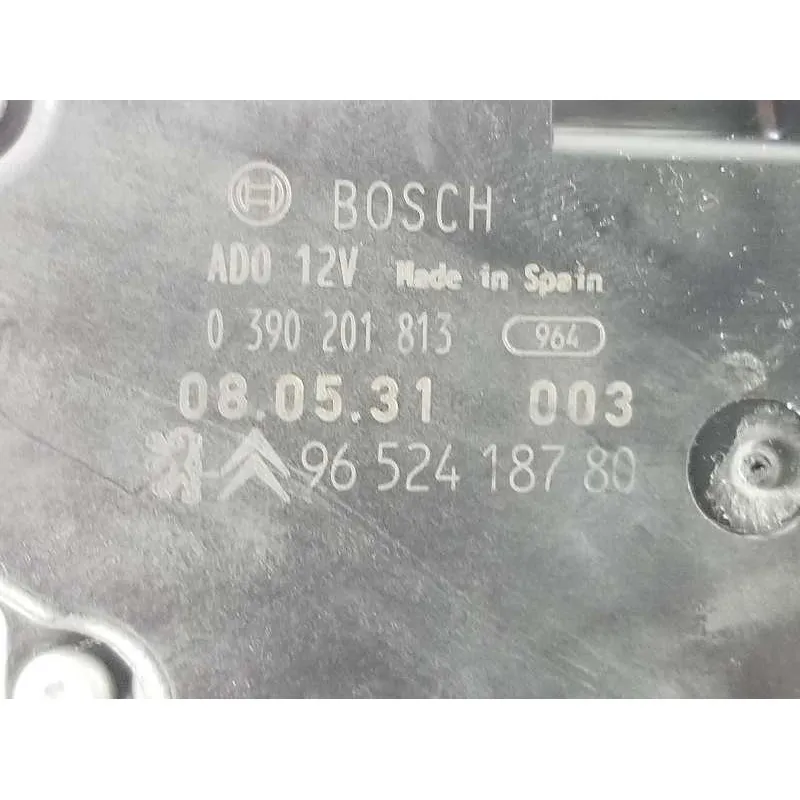 BOSCH
ADO 12V Made in Spain
0 390 201 813 964
08.05.31 003
96 524 187 80